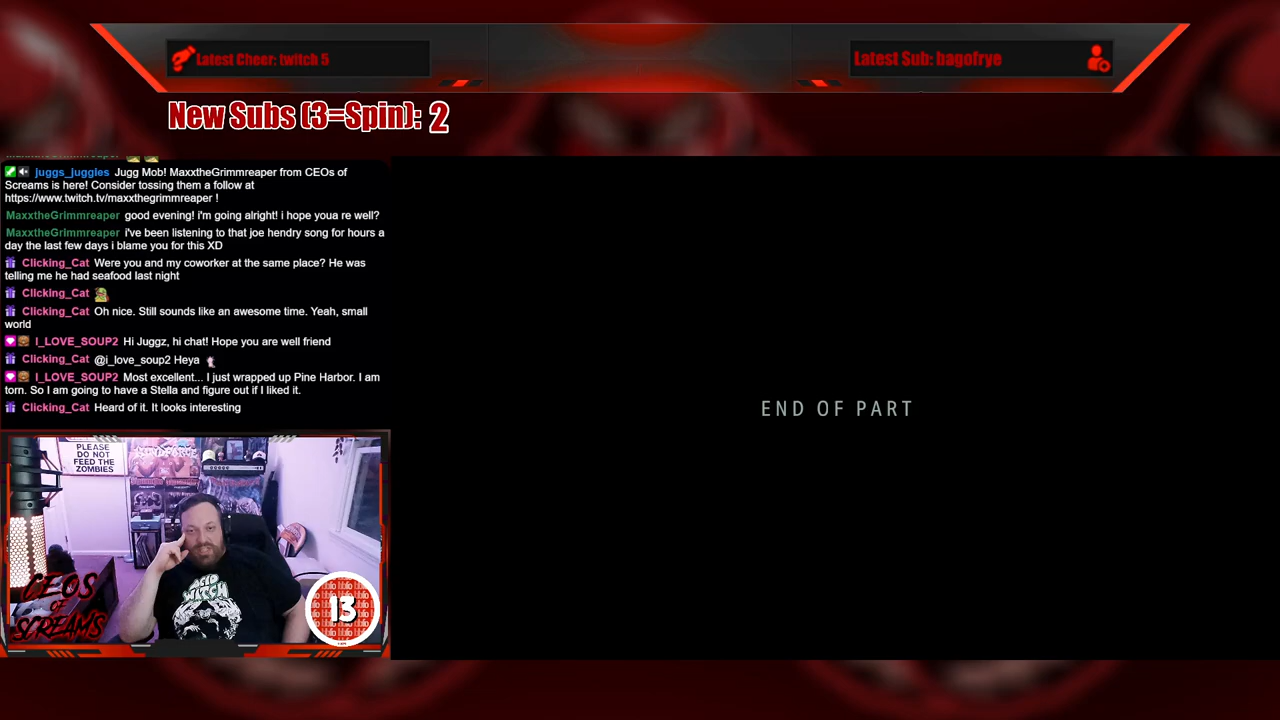 Latest Cheer: twitch 5
Latest Sub: hagofrye
New Subs (3=Spin): 2
juggs_juggles Jugg Mob! MaxxtheGrimmreaper from CEOs of
Screams is here! Consider tossing them a follow at
https://www.twitch.tv/maxxthegrimmreaper !
MaxxtheGrimmreaper good evening! i'm going alright! i hope youa re well?
MaxxtheGrimmreaper i've been listening to that joe hendry song for hours a
day the last few days i blame you for this XD
Clicking_Cat Were you and my coworker at the same place? He was
telling me he had seafood last night
Clicking_Cat
Clicking_Cat Oh nice. Still sounds like an awesome time. Yeah, small
world
I_LOVE_SOUP2 Hi Juggz, hi chat! Hope you are well friend
Clicking_Cat @i_love_soup2 Heya
I_LOVE_SOUP2 Most excellent... I just wrapped up Pine Harbor. I am
torn. So I am going to have a Stella and figure out if I liked it.
Clicking_Cat Heard of it. It looks interesting
END OF PART
PLEASE
DO NOT
FEED THE
ZOMBIES
ACID
WITCH
CEOS
OF
SCREAMS
13